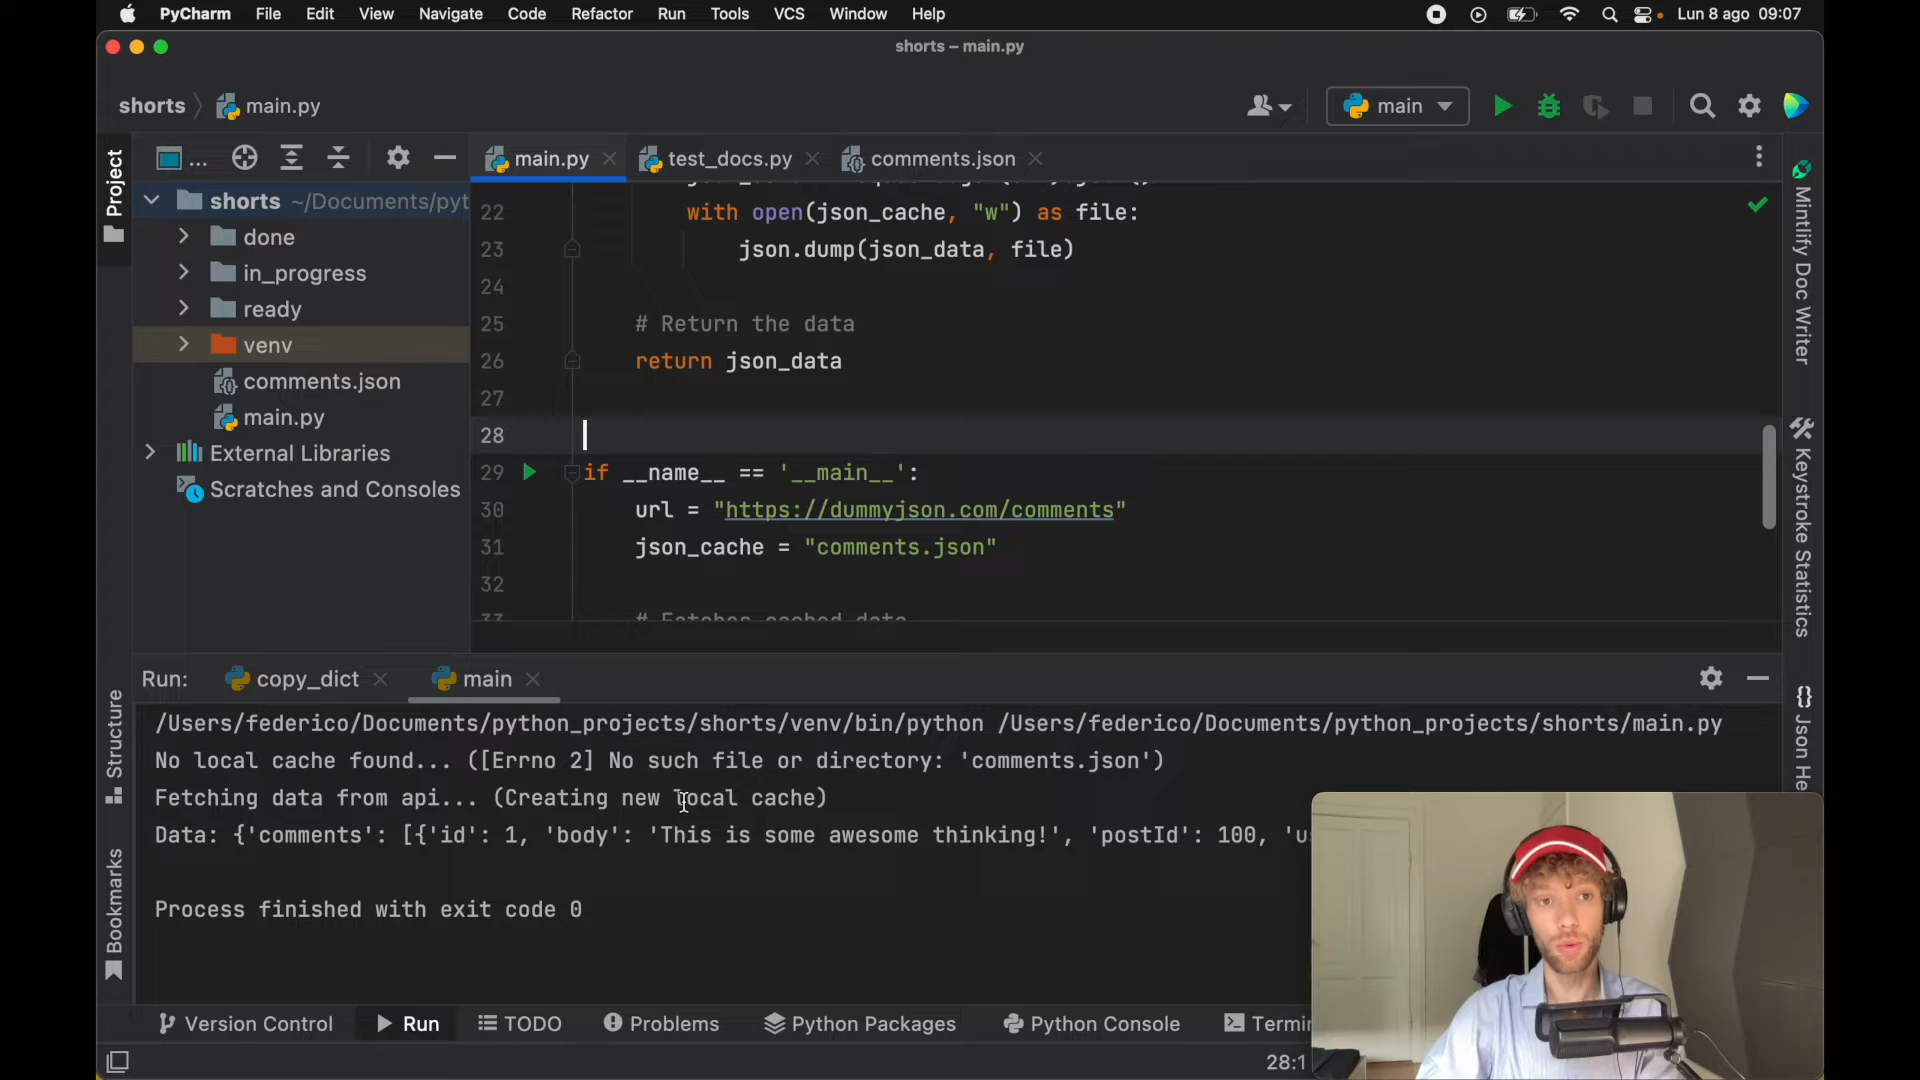 PyCharm File Edit View Navigate Code Refactor Run Tools VCS Window Help Lun 8 ago 09:07
shorts – main.py
shorts main.py main
Project
... main.py test_docs.py comments.json
shorts ~/Documents/pyt
done
in_progress
ready
venv
comments.json
main.py
External Libraries
Scratches and Consoles
22 with open(json_cache, "w") as file:
23 json.dump(json_data, file)
24
25 # Return the data
26 return json_data
27
28
29 if __name__ == '__main__':
30 url = "https://dummyjson.com/comments"
31 json_cache = "comments.json"
32
33 # Fetches cached data
Mintlify Doc Writer
Keystroke Statistics
{} Json He
Run: copy_dict main
/Users/federico/Documents/python_projects/shorts/venv/bin/python /Users/federico/Documents/python_projects/shorts/main.py
No local cache found... ([Errno 2] No such file or directory: 'comments.json')
Fetching data from api... (Creating new local cache)
Data: {'comments': [{'id': 1, 'body': 'This is some awesome thinking!', 'postId': 100, 'us
Process finished with exit code 0
Structure
Bookmarks
Version Control Run TODO Problems Python Packages Python Console Termin
28:1